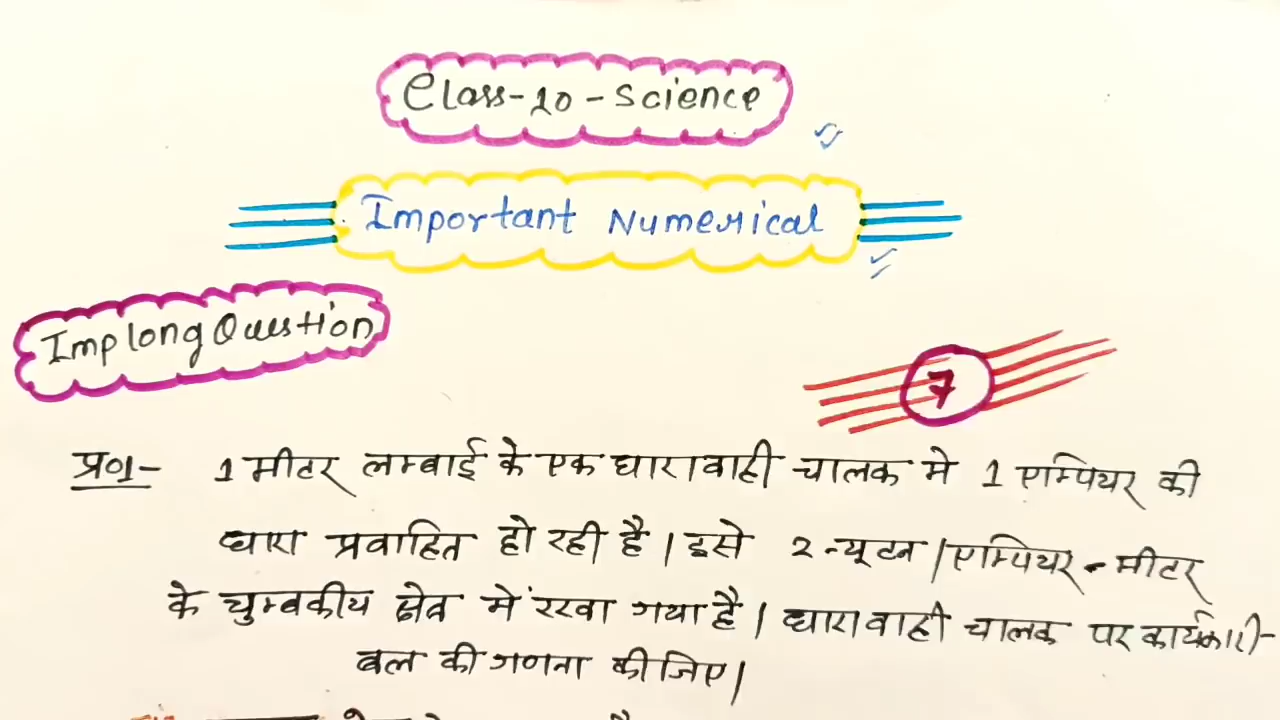 Class-10-Science
Important Numerical
Imp long Question
7
प्र०1- 1 मीटर लम्बाई के एक धारावाही चालक मे 1 एम्पियर की
धारा प्रवाहित हो रही है। इसे 2 न्यूटन/एम्पियर-मीटर
के चुम्बकीय क्षेत्र में रखा गया है। धारावाही चालक पर कार्यकारी-
बल की गणना कीजिए।